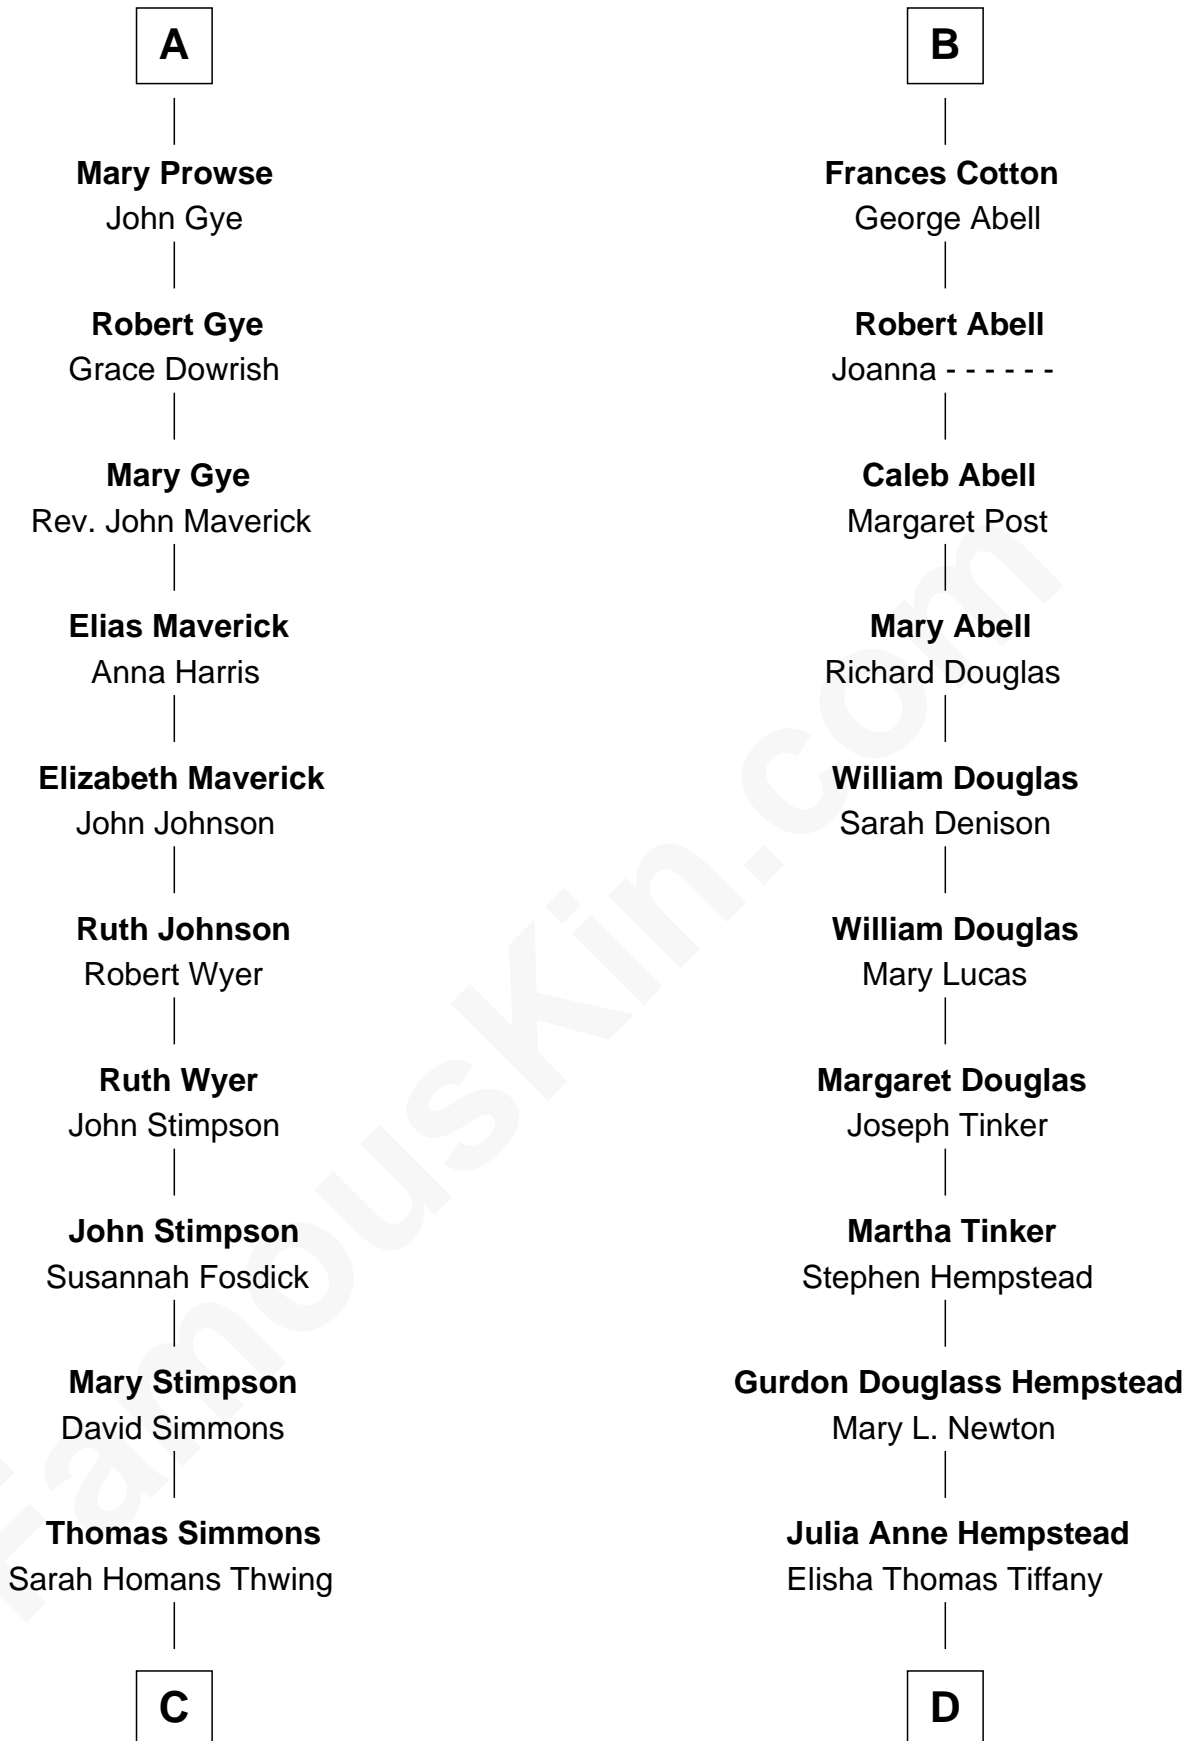 A
Mary Prowse
John Gye
Robert Gye
Grace Dowrish
Mary Gye
Rev. John Maverick
Elias Maverick
Anna Harris
Elizabeth Maverick
John Johnson
Ruth Johnson
Robert Wyer
Ruth Wyer
John Stimpson
John Stimpson
Susannah Fosdick
Mary Stimpson
David Simmons
Thomas Simmons
Sarah Homans Thwing
C
B
Frances Cotton
George Abell
Robert Abell
Joanna - - - - - -
Caleb Abell
Margaret Post
Mary Abell
Richard Douglas
William Douglas
Sarah Denison
William Douglas
Mary Lucas
Margaret Douglas
Joseph Tinker
Martha Tinker
Stephen Hempstead
Gurdon Douglass Hempstead
Mary L. Newton
Julia Anne Hempstead
Elisha Thomas Tiffany
D
FamousKin.com